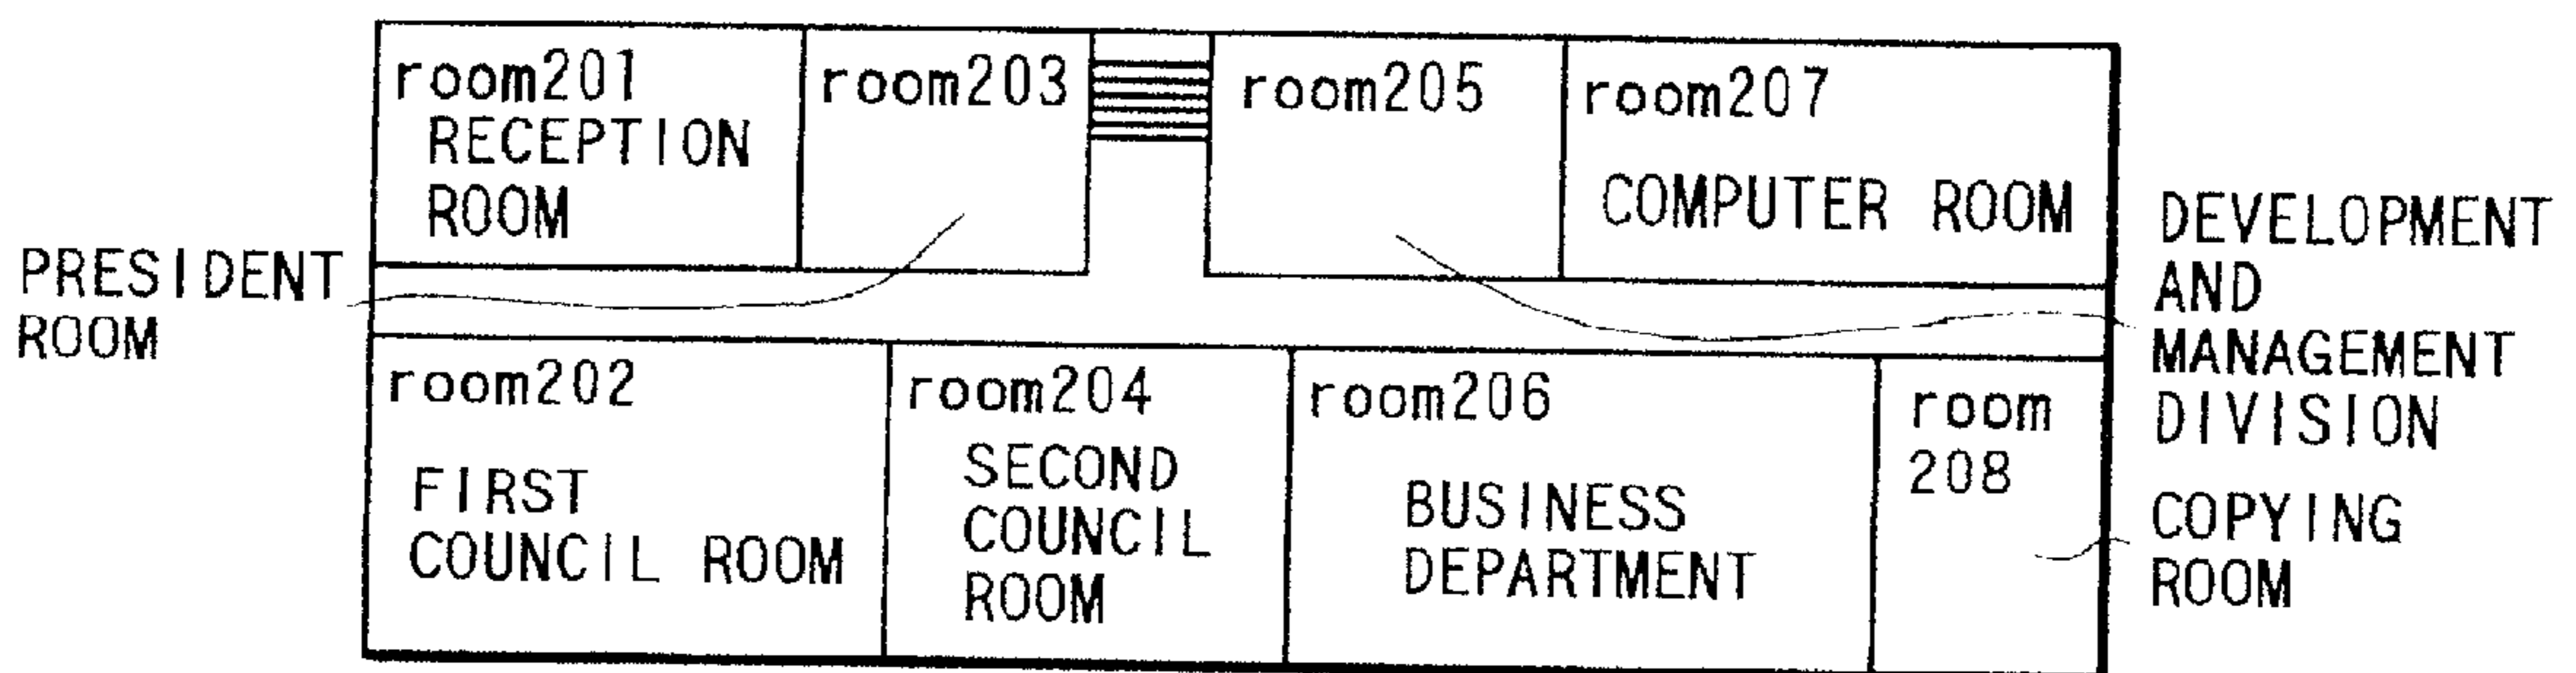 room201
RECEPTION
ROOM
room203
room205
room207
COMPUTER ROOM
PRESIDENT
ROOM
DEVELOPMENT
AND
MANAGEMENT
DIVISION
room202
FIRST
COUNCIL ROOM
room204
SECOND
COUNCIL
ROOM
room206
BUSINESS
DEPARTMENT
room
208
COPYING
ROOM